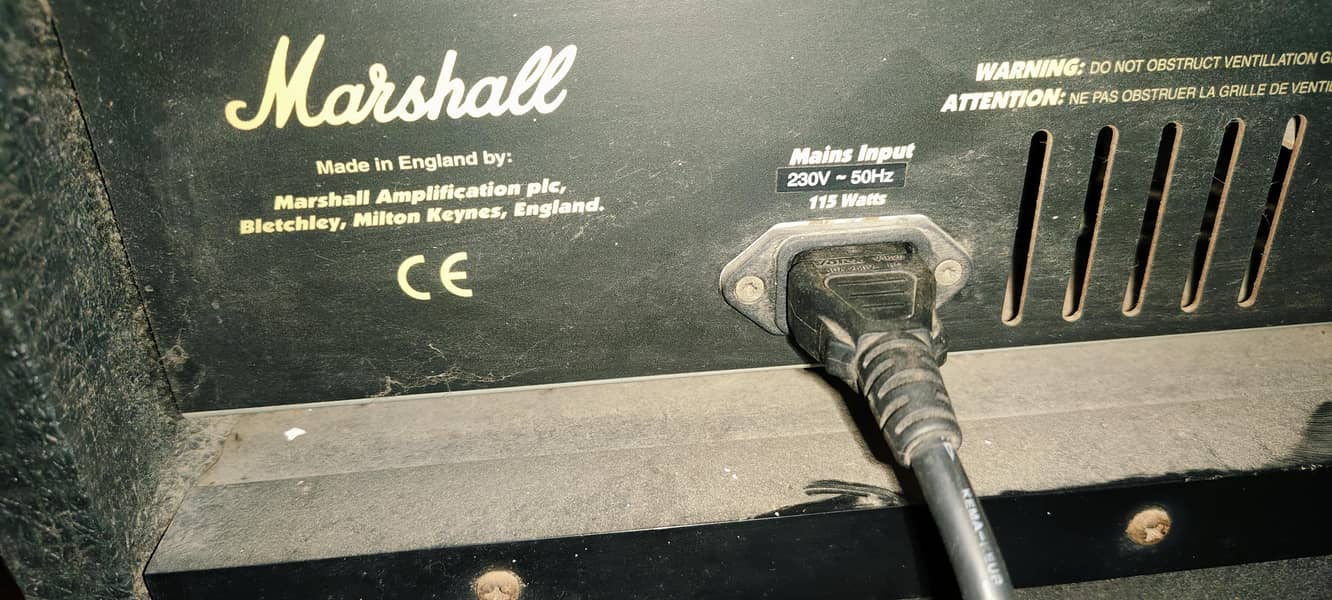 Marshall
Made in England by:
Marshall Amplification plc,
Bletchley, Milton Keynes, England.
CE
WARNING: DO NOT OBSTRUCT VENTILLATION
ATTENTION: NE PAS OBSTRUER LA GRILLE DE
Mains Input
230V ~ 50Hz
115 Watts